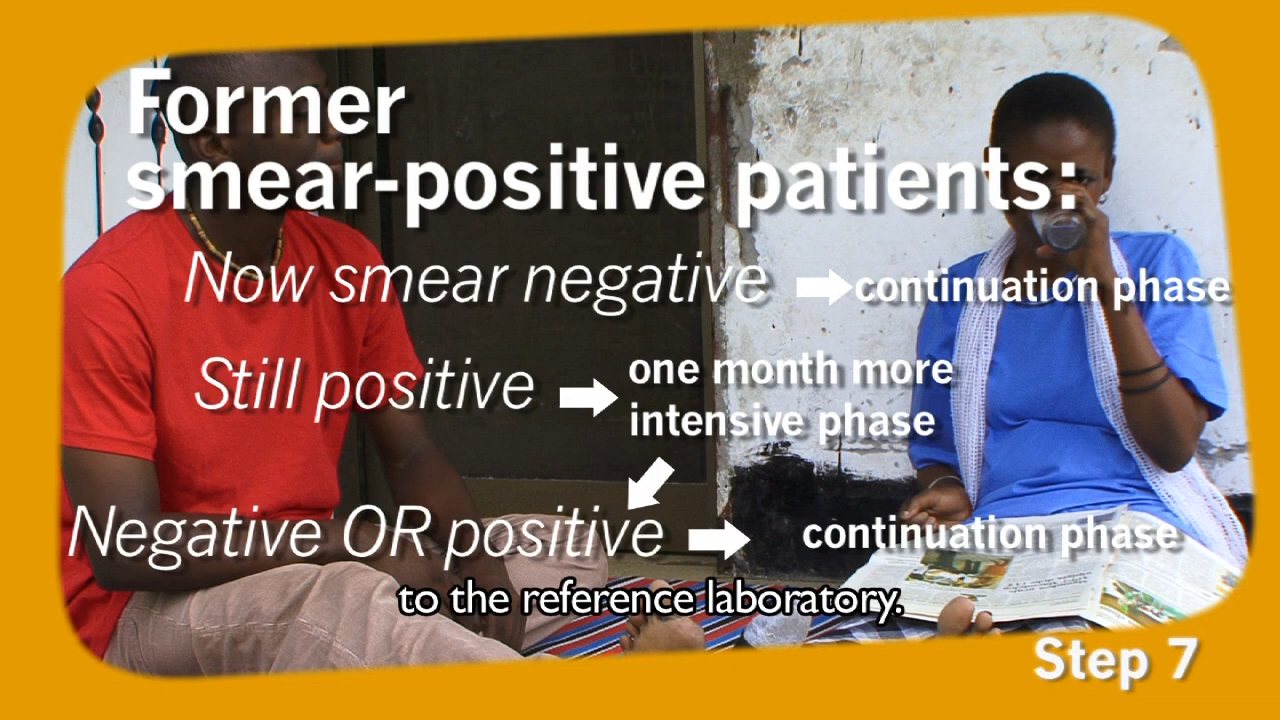 Former
smear-positive patients:
Now smear negative continuation phase
Still positive one month more
intensive phase
Negative OR positive continuation phase
to the reference laboratory.
Step 7